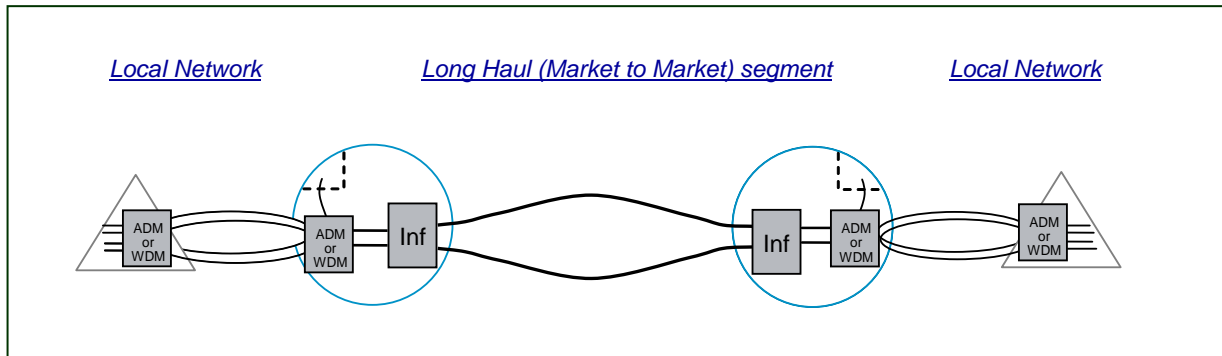 Local Network
Long Haul (Market to Market) segment
Local Network
ADM
or
WDM
ADM
or
WDM
Inf
Inf
ADM
or
WDM
ADM
or
WDM